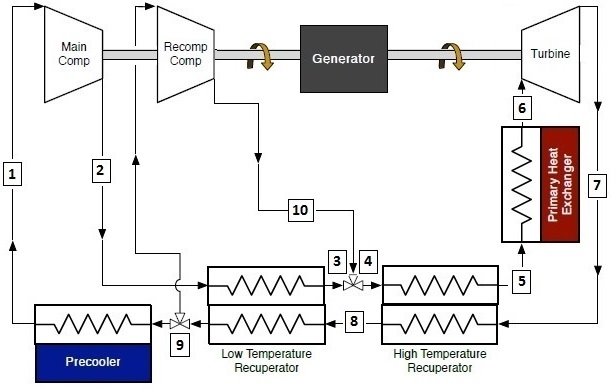 Main
Comp
Recomp
Comp
Generator
Turbine
6
Primary Heat
Exchanger
1
2
7
10
3
4
5
8
9
Precooler
Low Temperature
Recuperator
High Temperature
Recuperator